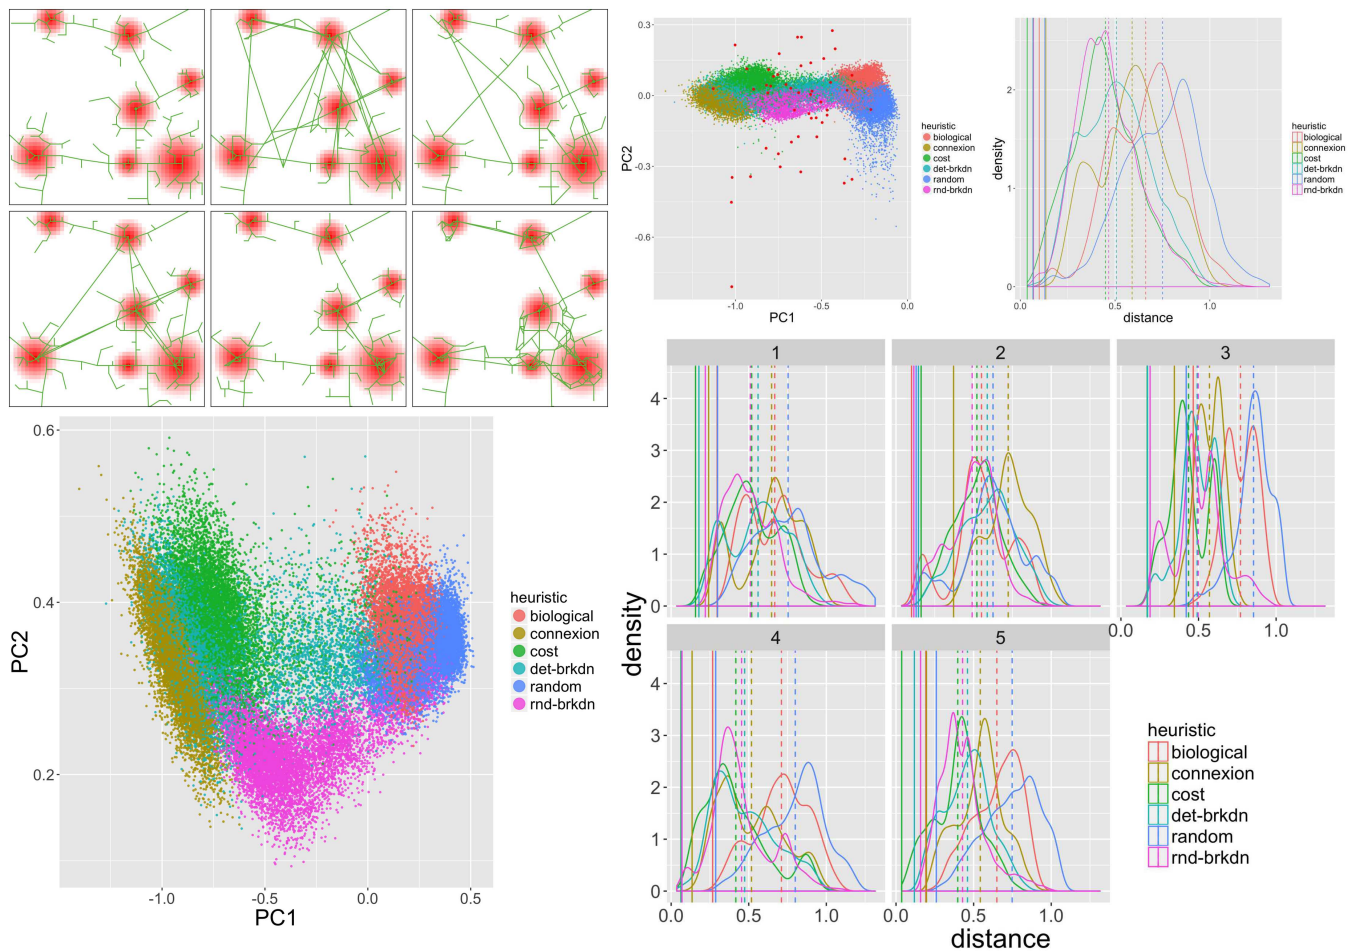 0.3
0.0
-0.3
-0.6
PC2
-1.0
-0.5
0.0
PC1
heuristic
biological
connexion
cost
det-brkdn
random
rnd-brkdn
2
1
0
density
0.0
0.5
1.0
distance
heuristic
biological
connexion
cost
det-brkdn
random
rnd-brkdn
0.6
0.4
0.2
PC2
-1.0
-0.5
0.0
0.5
PC1
heuristic
biological
connexion
cost
det-brkdn
random
rnd-brkdn
1
2
3
4
3
2
1
0
0.0
0.5
1.0
4
5
4
3
2
1
0
density
0.0
0.5
1.0
0.0
0.5
1.0
distance
heuristic
biological
connexion
cost
det-brkdn
random
rnd-brkdn